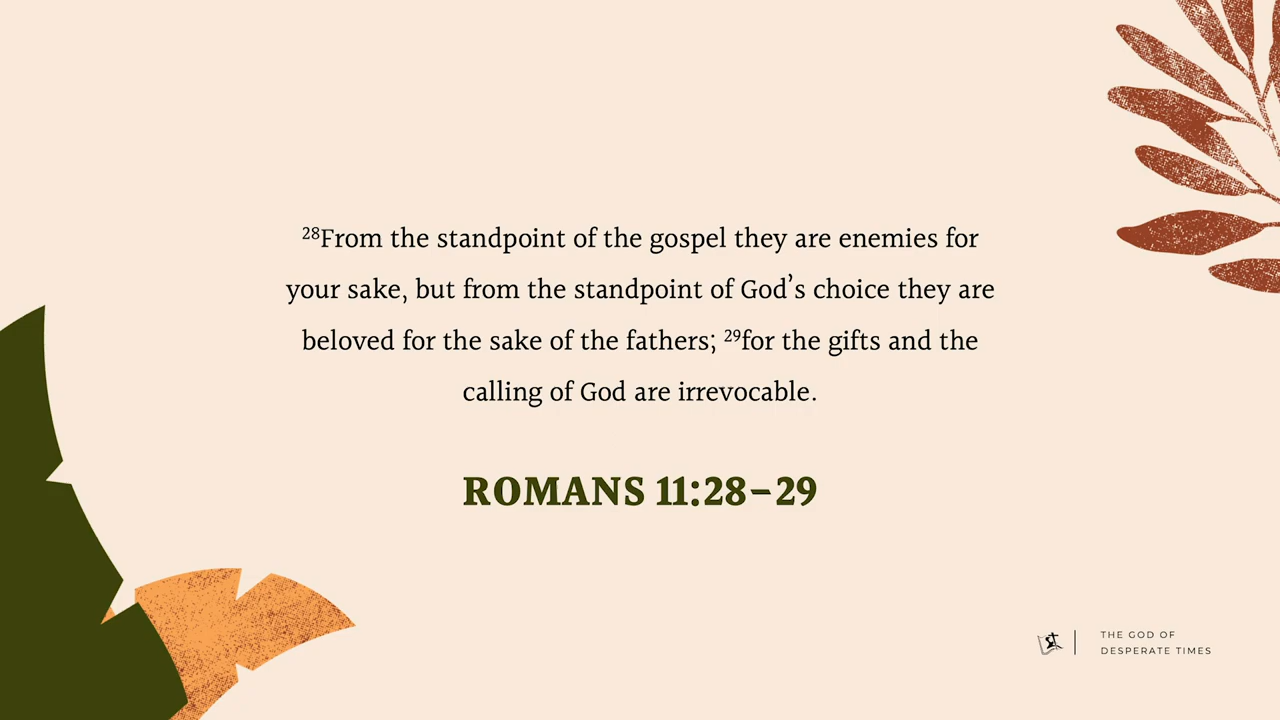 ²⁸From the standpoint of the gospel they are enemies for
your sake, but from the standpoint of God’s choice they are
beloved for the sake of the fathers; ²⁹for the gifts and the
calling of God are irrevocable.
ROMANS 11:28–29
THE GOD OF
DESPERATE TIMES